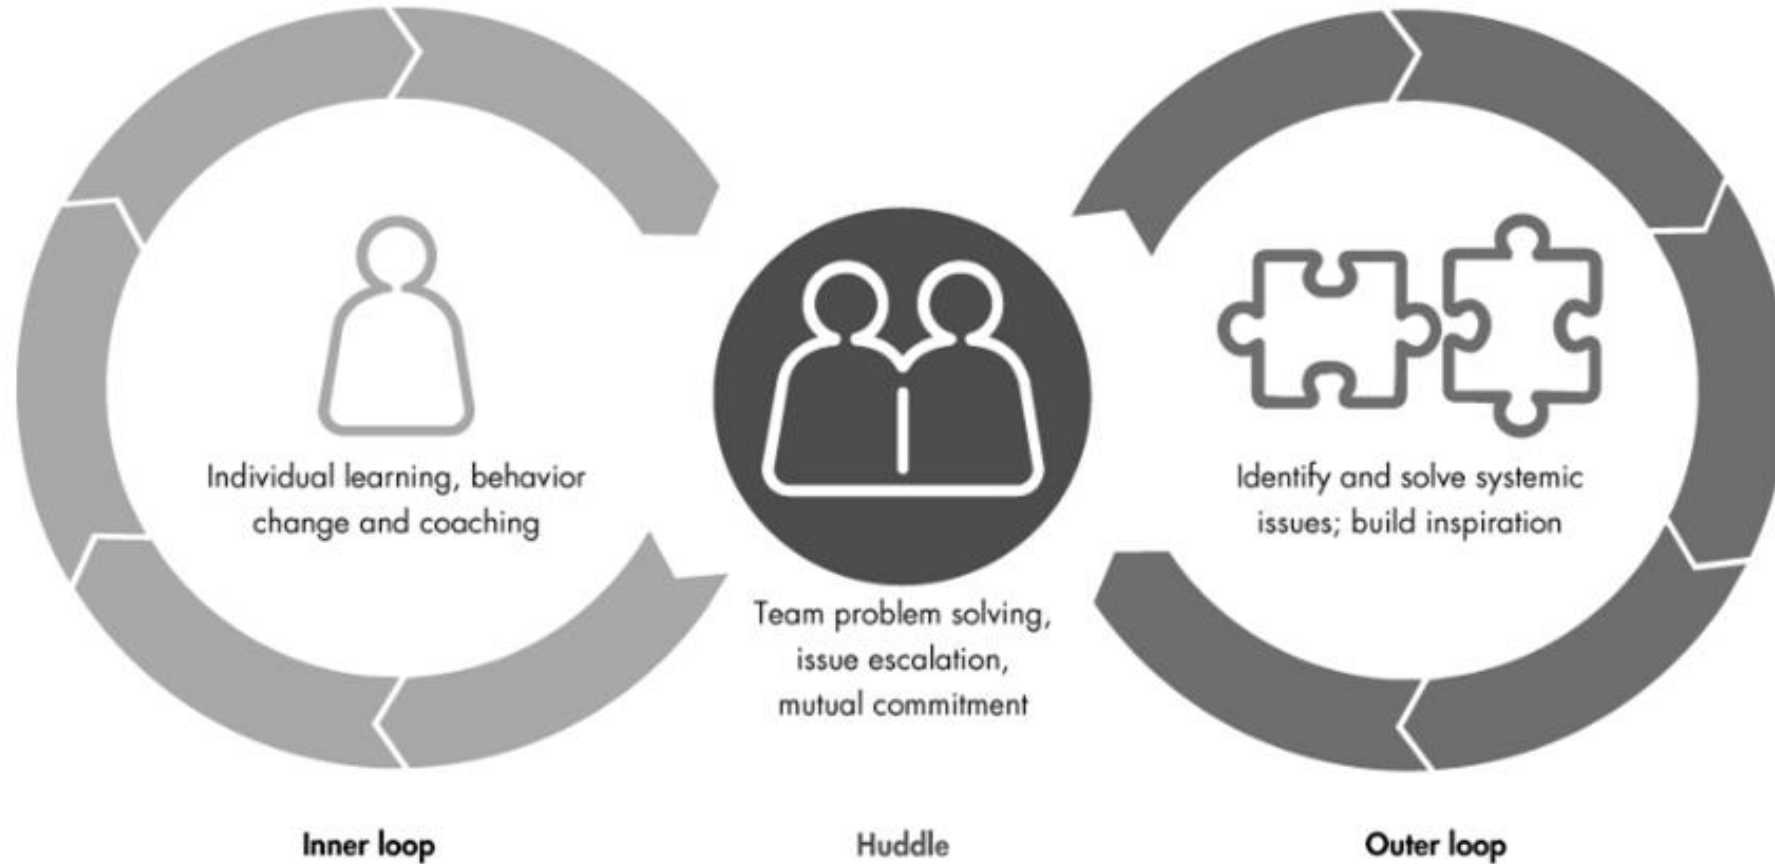 Individual learning, behavior
change and coaching
Team problem solving,
issue escalation,
mutual commitment
Identify and solve systemic
issues; build inspiration
Inner loop
Huddle
Outer loop